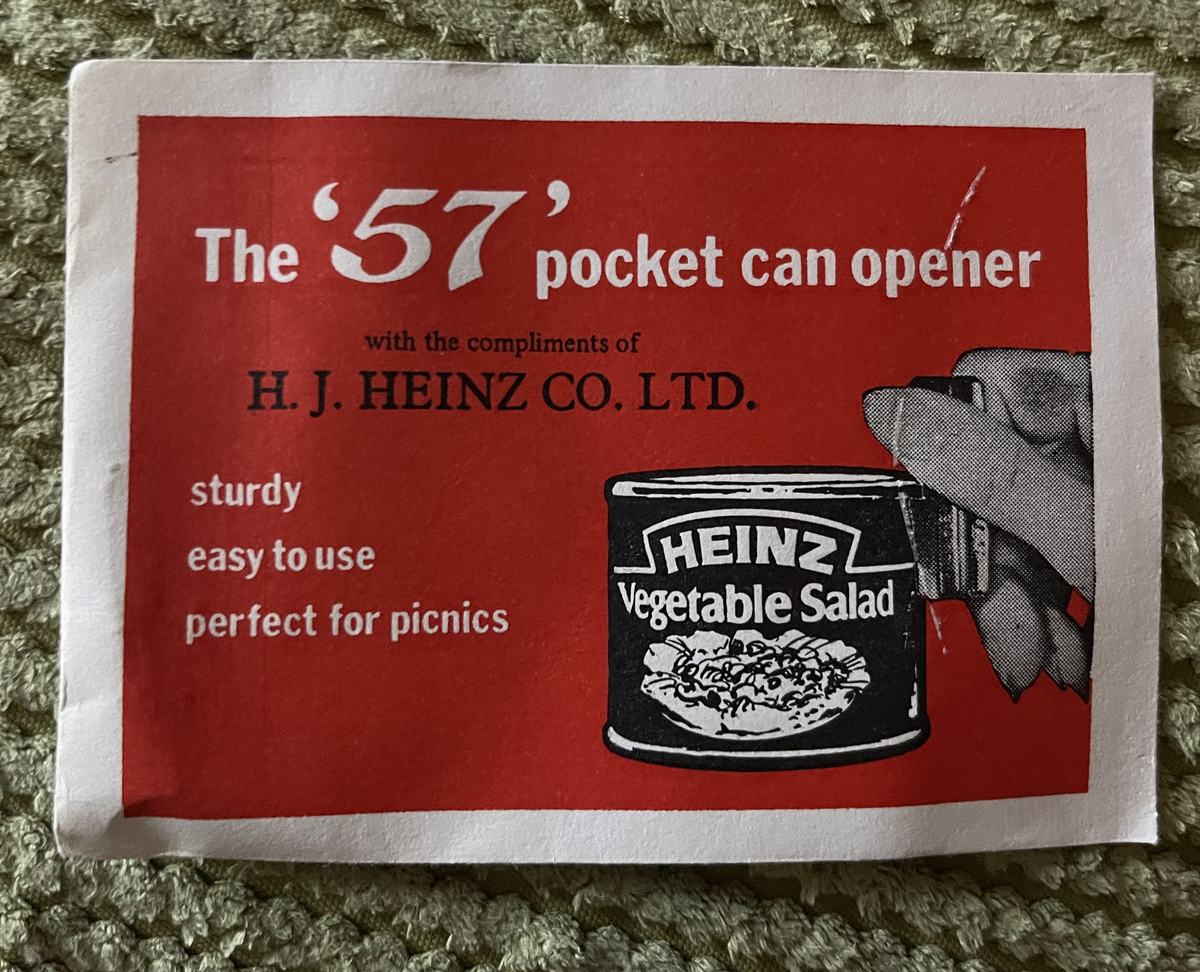 The ‘57’ pocket can opener
with the compliments of
H. J. HEINZ CO. LTD.
sturdy
easy to use
perfect for picnics
HEINZ
Vegetable Salad